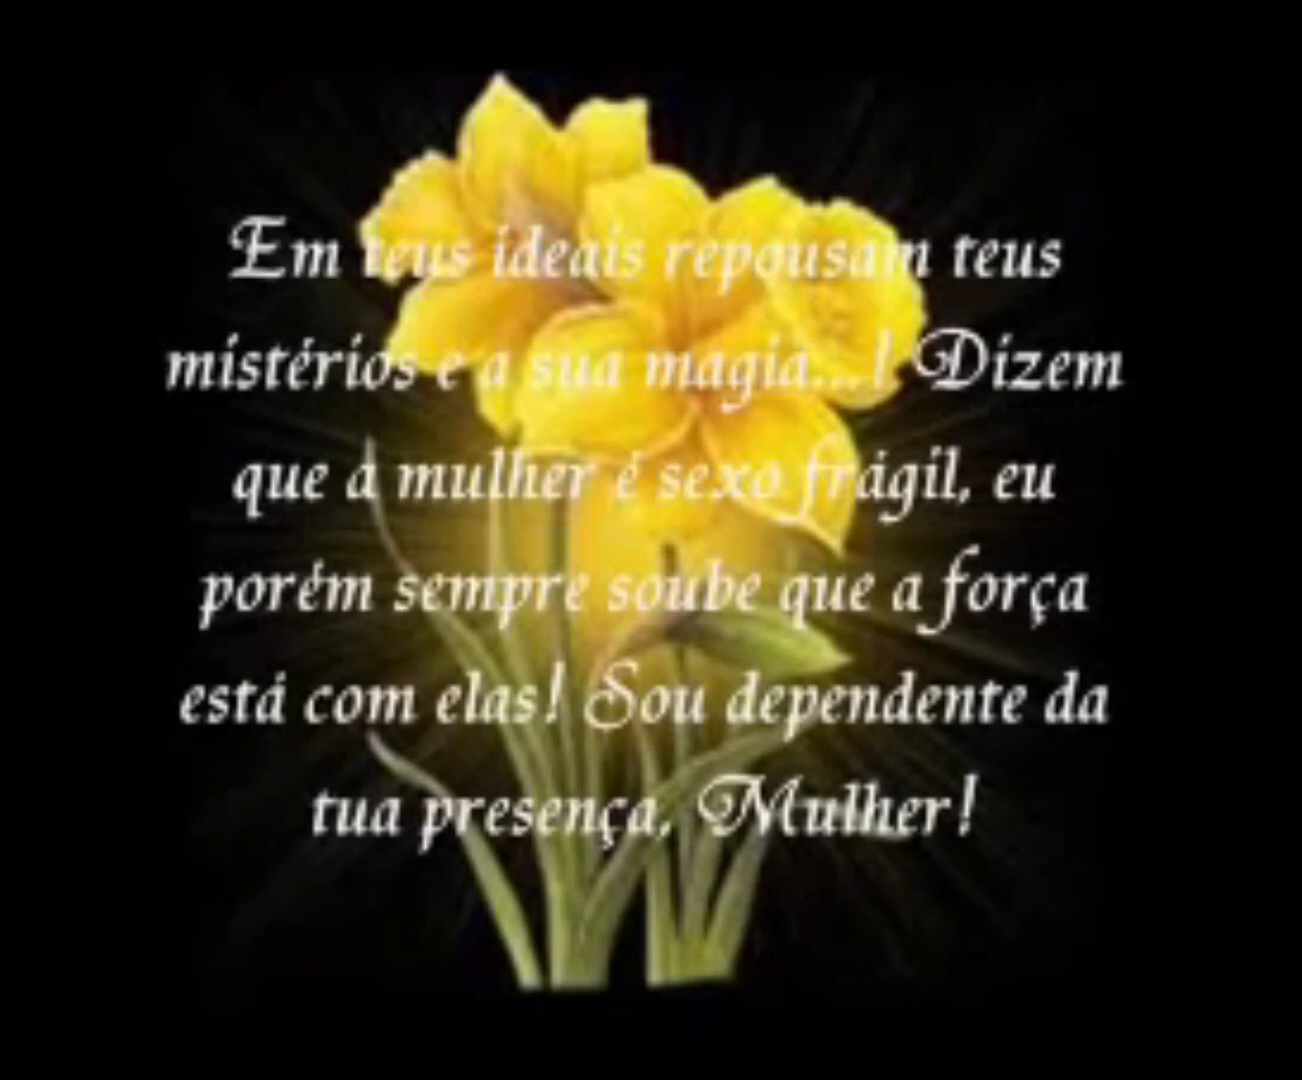 Em teus ideais repousam teus
mistérios e a sua magia...! Dizem
que a mulher é sexo frágil, eu
porém sempre soube que a força
está com elas! Sou dependente da
tua presença, Mulher!